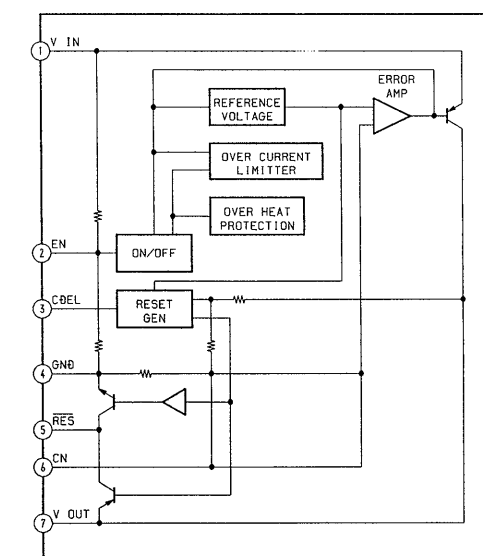 1 V IN
ERROR
AMP
REFERENCE
VOLTAGE
OVER CURRENT
LIMITTER
OVER HEAT
PROTECTION
2 EN
ON/OFF
3 CDEL
RESET
GEN
4 GND
5 RES
6 CN
7 V OUT